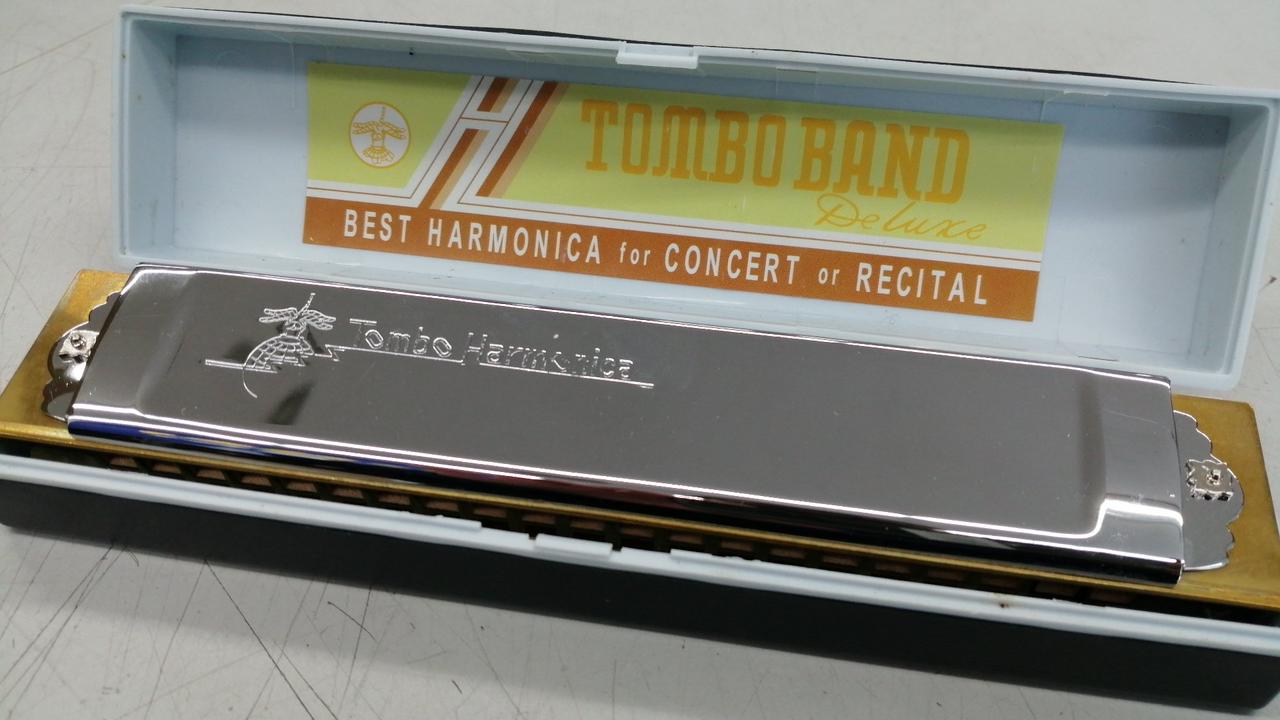 TOMBO BAND
Deluxe
BEST HARMONICA for CONCERT or RECITAL
Tombo Harmonica